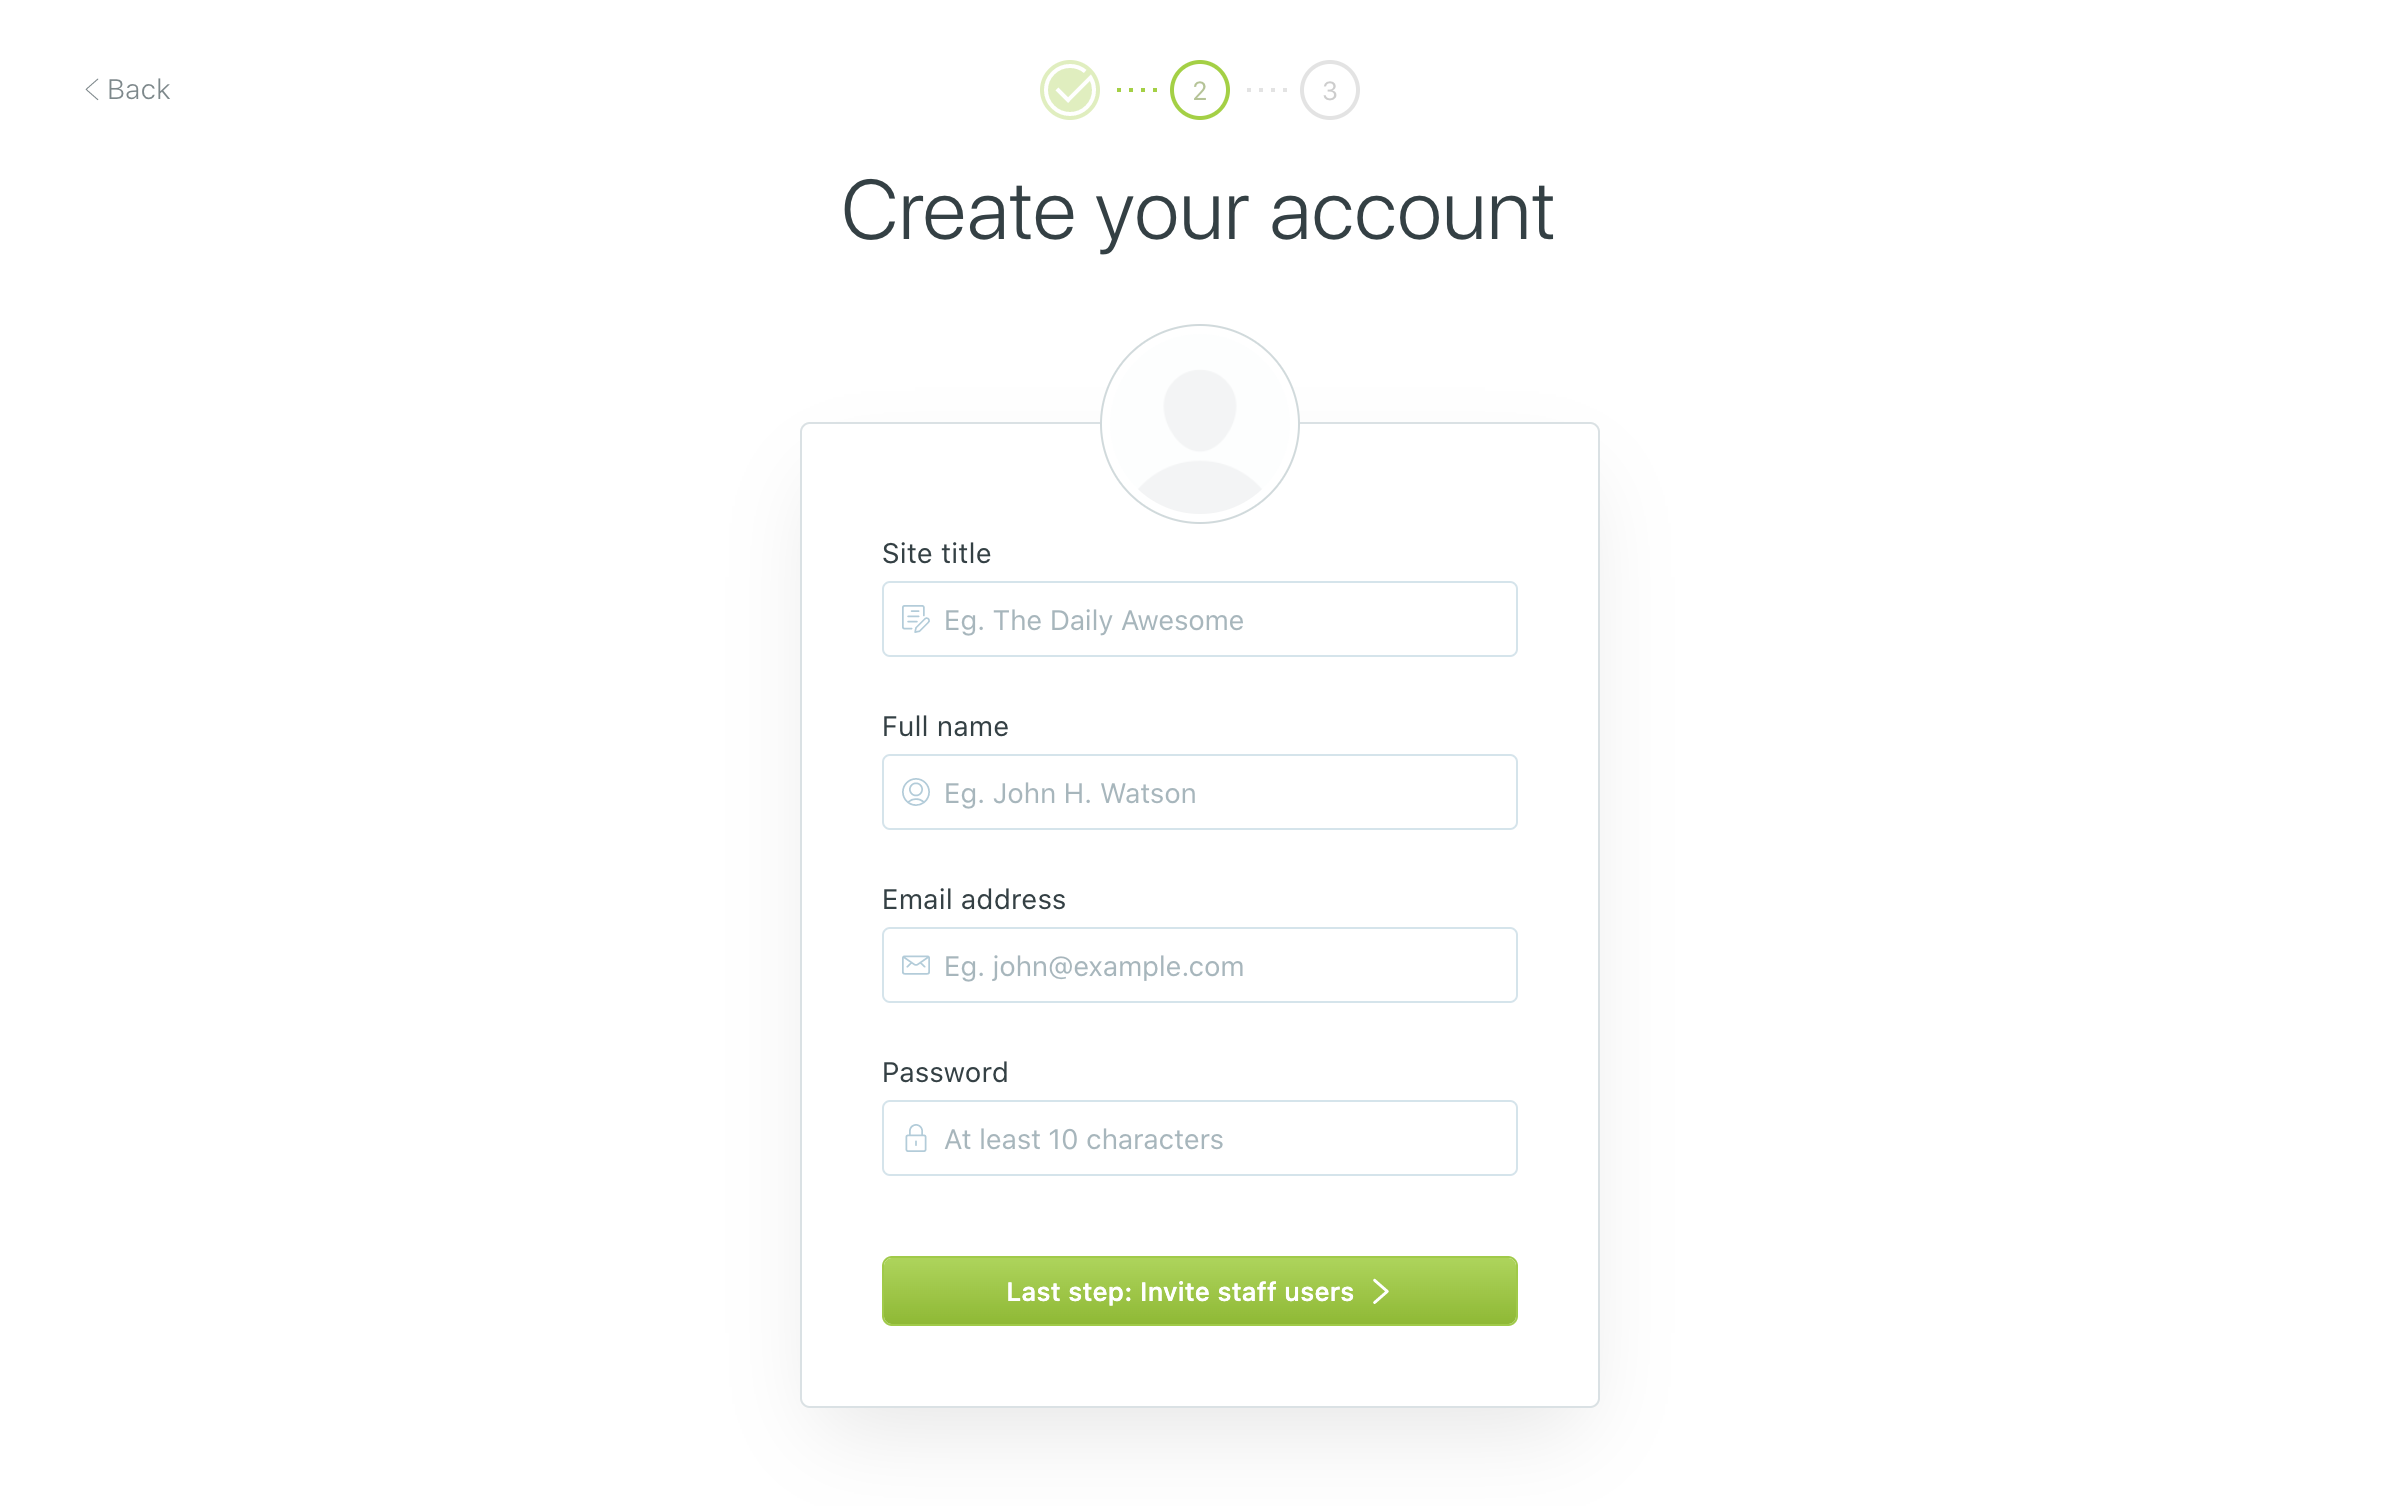 Back
2
3
Create your account
Site title
Eg. The Daily Awesome
Full name
Eg. John H. Watson
Email address
Eg. john@example.com
Password
At least 10 characters
Last step: Invite staff users